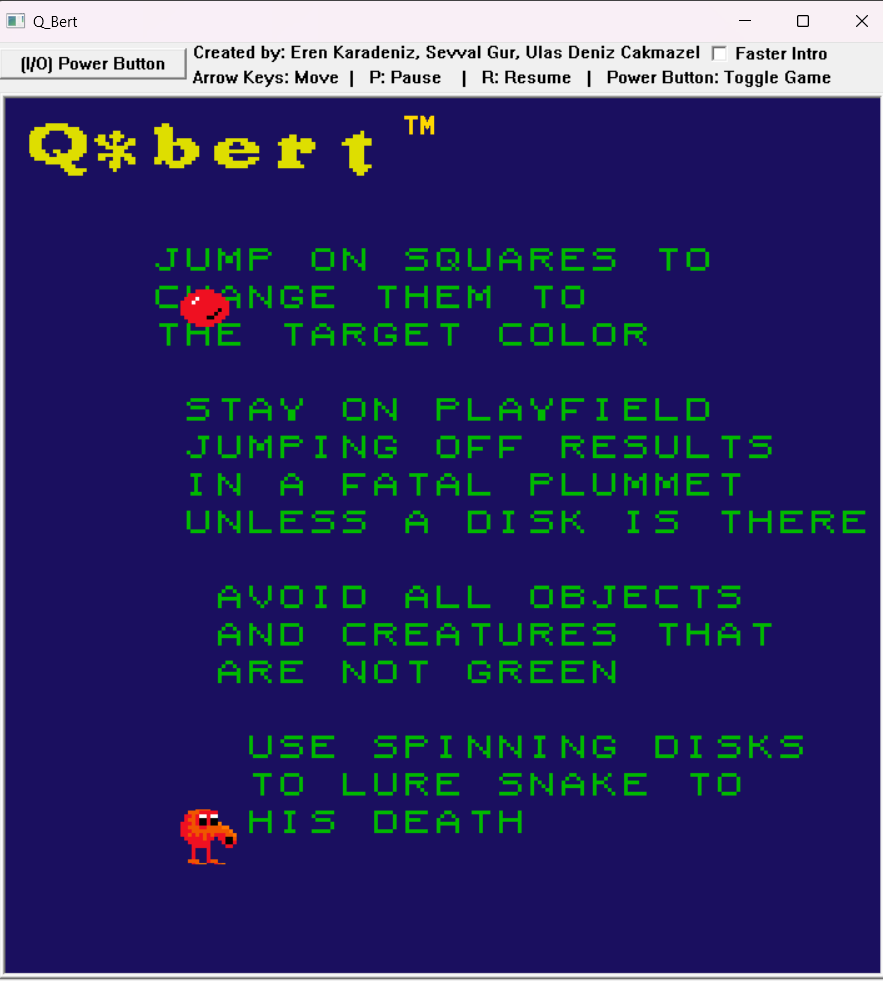 Q_Bert
(I/O) Power Button
Created by: Eren Karadeniz, Sevval Gur, Ulas Deniz Cakmazel
Faster Intro
Arrow Keys: Move | P: Pause | R: Resume | Power Button: Toggle Game
Q*bert TM
JUMP ON SQUARES TO
CHANGE THEM TO
THE TARGET COLOR
STAY ON PLAYFIELD
JUMPING OFF RESULTS
IN A FATAL PLUMMET
UNLESS A DISK IS THERE
AVOID ALL OBJECTS
AND CREATURES THAT
ARE NOT GREEN
USE SPINNING DISKS
TO LURE SNAKE TO
HIS DEATH